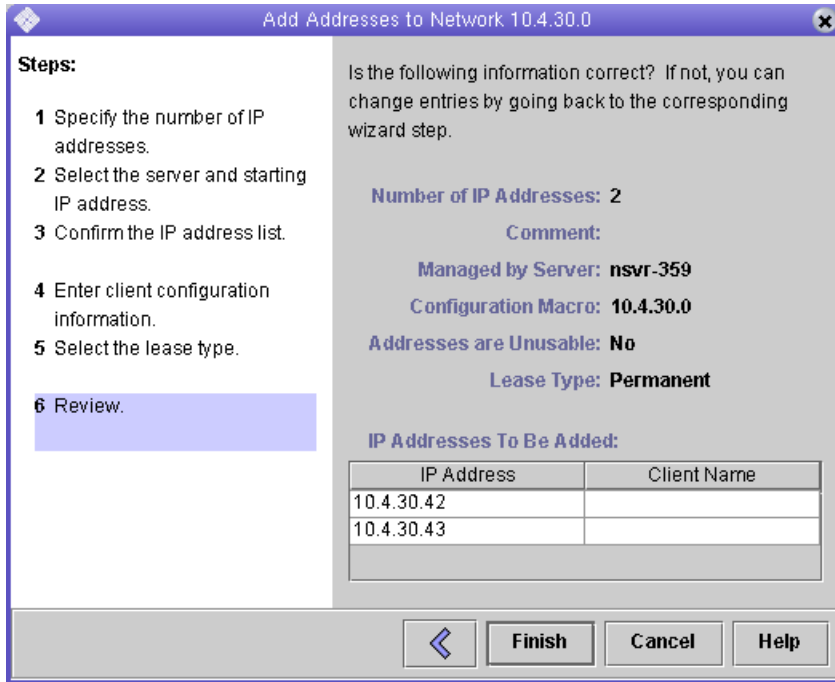 Add Addresses to Network 10.4.30.0
Steps:
1 Specify the number of IP
addresses.
2 Select the server and starting
IP address.
3 Confirm the IP address list.
4 Enter client configuration
information.
5 Select the lease type.
6 Review.
Is the following information correct? If not, you can
change entries by going back to the corresponding
wizard step.
Number of IP Addresses: 2
Comment:
Managed by Server: nsvr-359
Configuration Macro: 10.4.30.0
Addresses are Unusable: No
Lease Type: Permanent
IP Addresses To Be Added:
IP Address Client Name
10.4.30.42
10.4.30.43
Finish Cancel Help